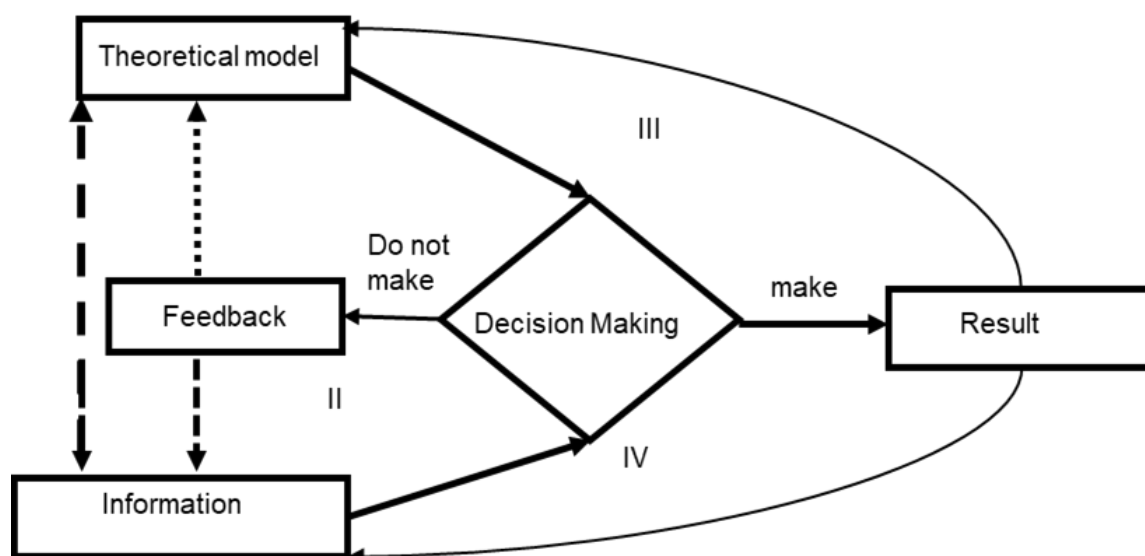 Theoretical model
III
Do not
make
make
Feedback
Decision Making
Result
II
IV
Information